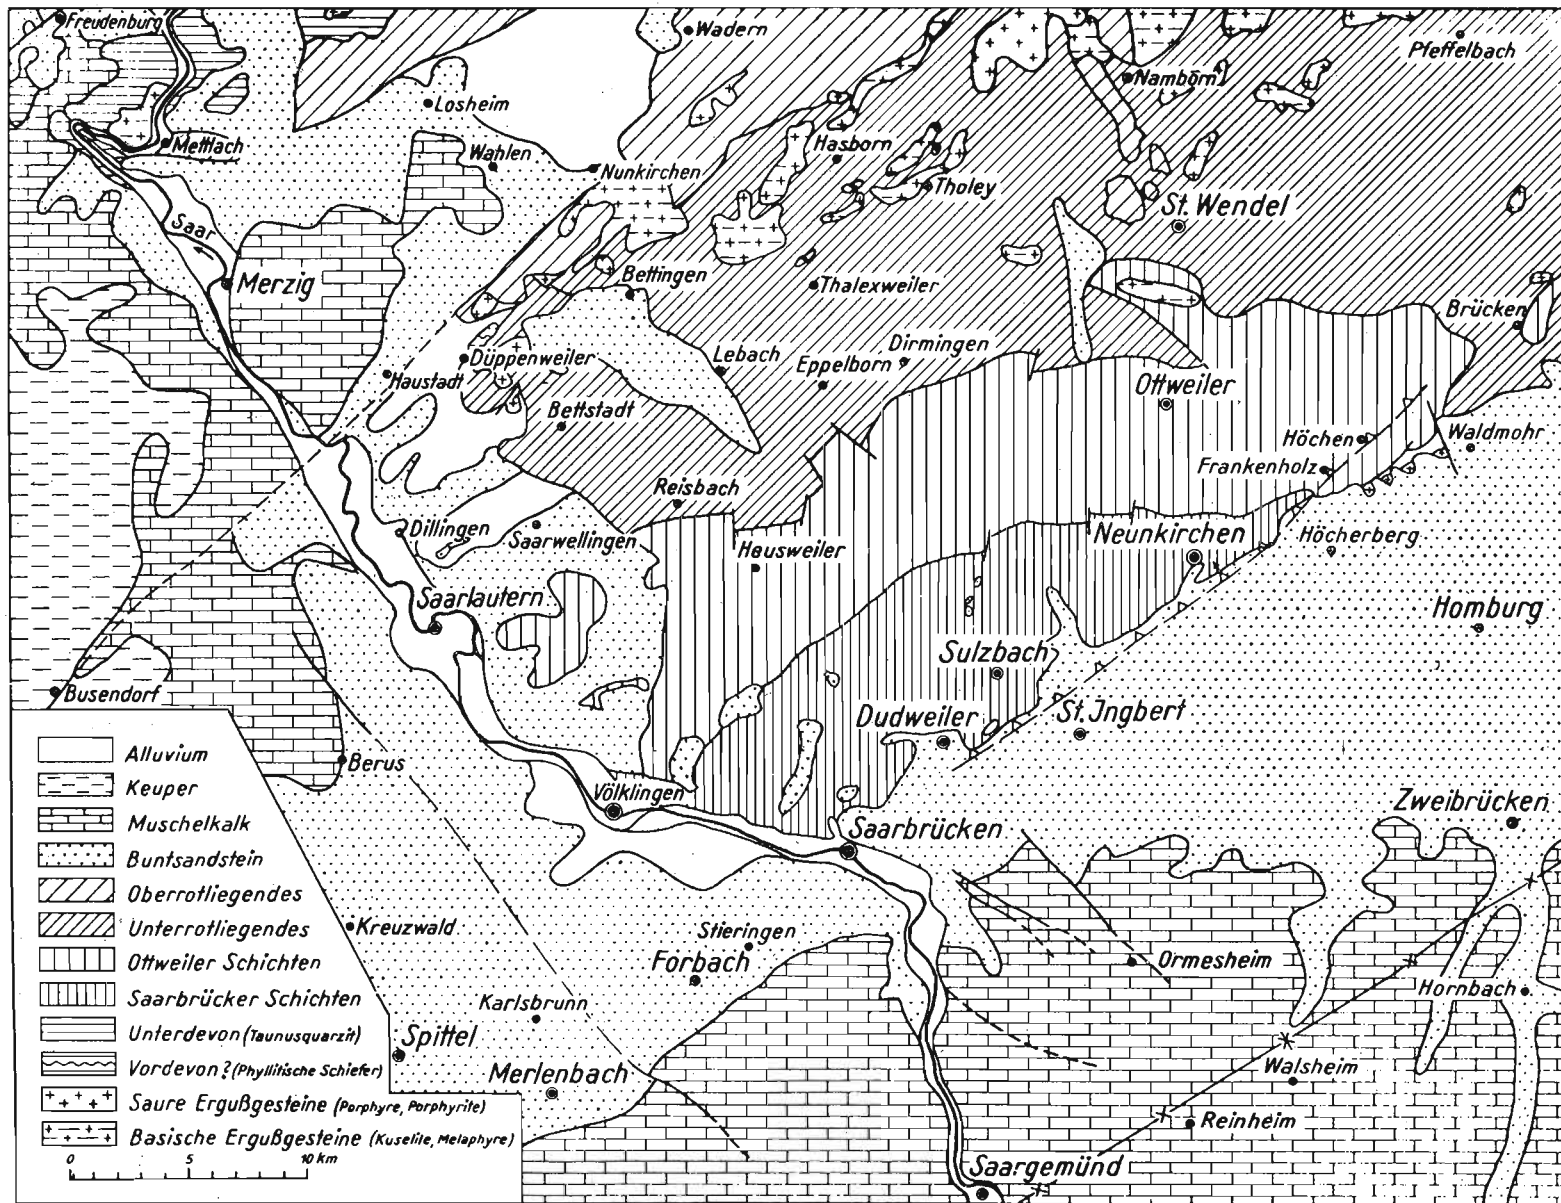 Freudenburg
Wadern
Pfeffelbach
Namborn
Losheim
Mettlach
Wahlen
Hasborn
Nunkirchen
Tholey
St. Wendel
Saar
Merzig
Bettingen
Thalexweiler
Brücken
Düppenweiler
Haustadt
Lebach
Eppelborn
Dirmingen
Ottweiler
Bettstadt
Höchen
Waldmohr
Frankenholz
Reisbach
Dillingen
Saarwellingen
Hausweiler
Neunkirchen
Höcherberg
Saarlautern
Homburg
Sulzbach
Busendorf
Dudweiler
St. Jngbert
Berus
Völklingen
Saarbrücken
Zweibrücken
Kreuzwald
Stieringen
Forbach
Ormesheim
Hornbach
Karlsbrunn
Spittel
Merlenbach
Walsheim
Reinheim
Saargemünd
Alluvium
Keuper
Muschelkalk
Buntsandstein
Oberrotliegendes
Unterrotliegendes
Ottweiler Schichten
Saarbrücker Schichten
Unterdevon (Taunusquarzit)
Vordevon? (Phyllitische Schiefer)
Saure Ergußgesteine (Porphyre, Porphyrite)
Basische Ergußgesteine (Kuselite, Melaphyre)
0 5 10 km